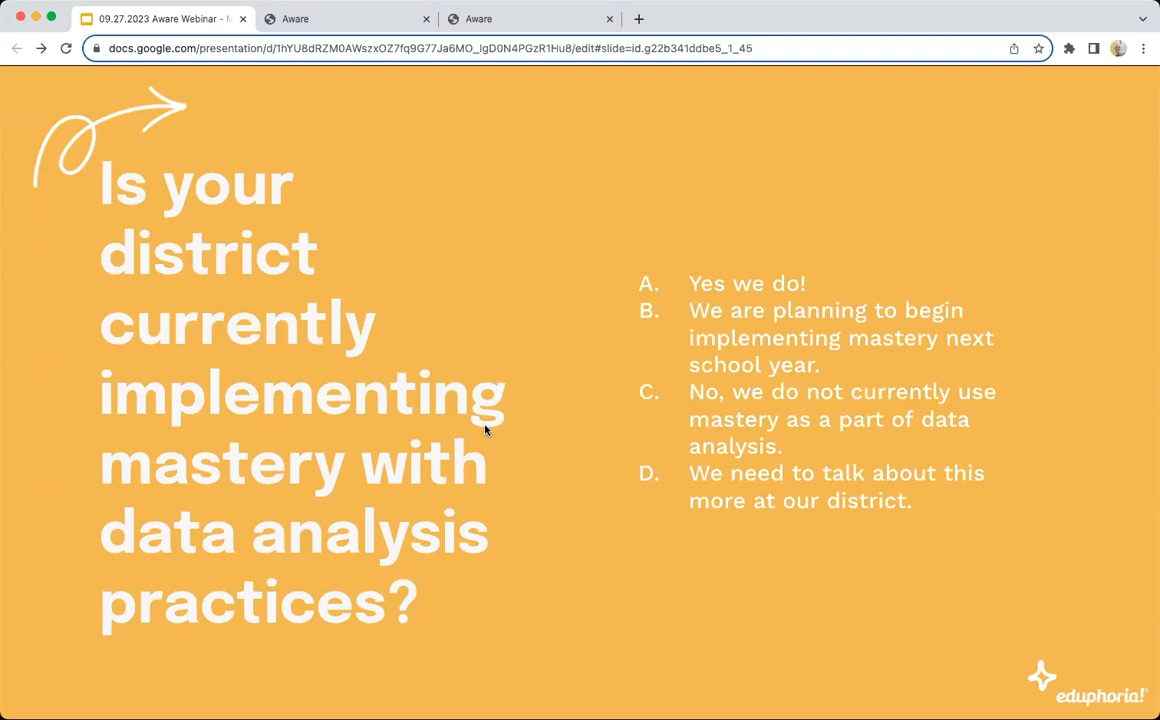 09.27.2023 Aware Webinar -
Aware
Aware
docs.google.com/presentation/d/1hYU8dRZM0AWszxOZ7fq9G77Ja6MO_lgD0N4PGzR1Hu8/edit#slide=id.g22b341ddbe5_1_45
Is your
district
currently
implementing
mastery with
data analysis
practices?
A. Yes we do!
B. We are planning to begin
implementing mastery next
school year.
C. No, we do not currently use
mastery as a part of data
analysis.
D. We need to talk about this
more at our district.
eduphoria!